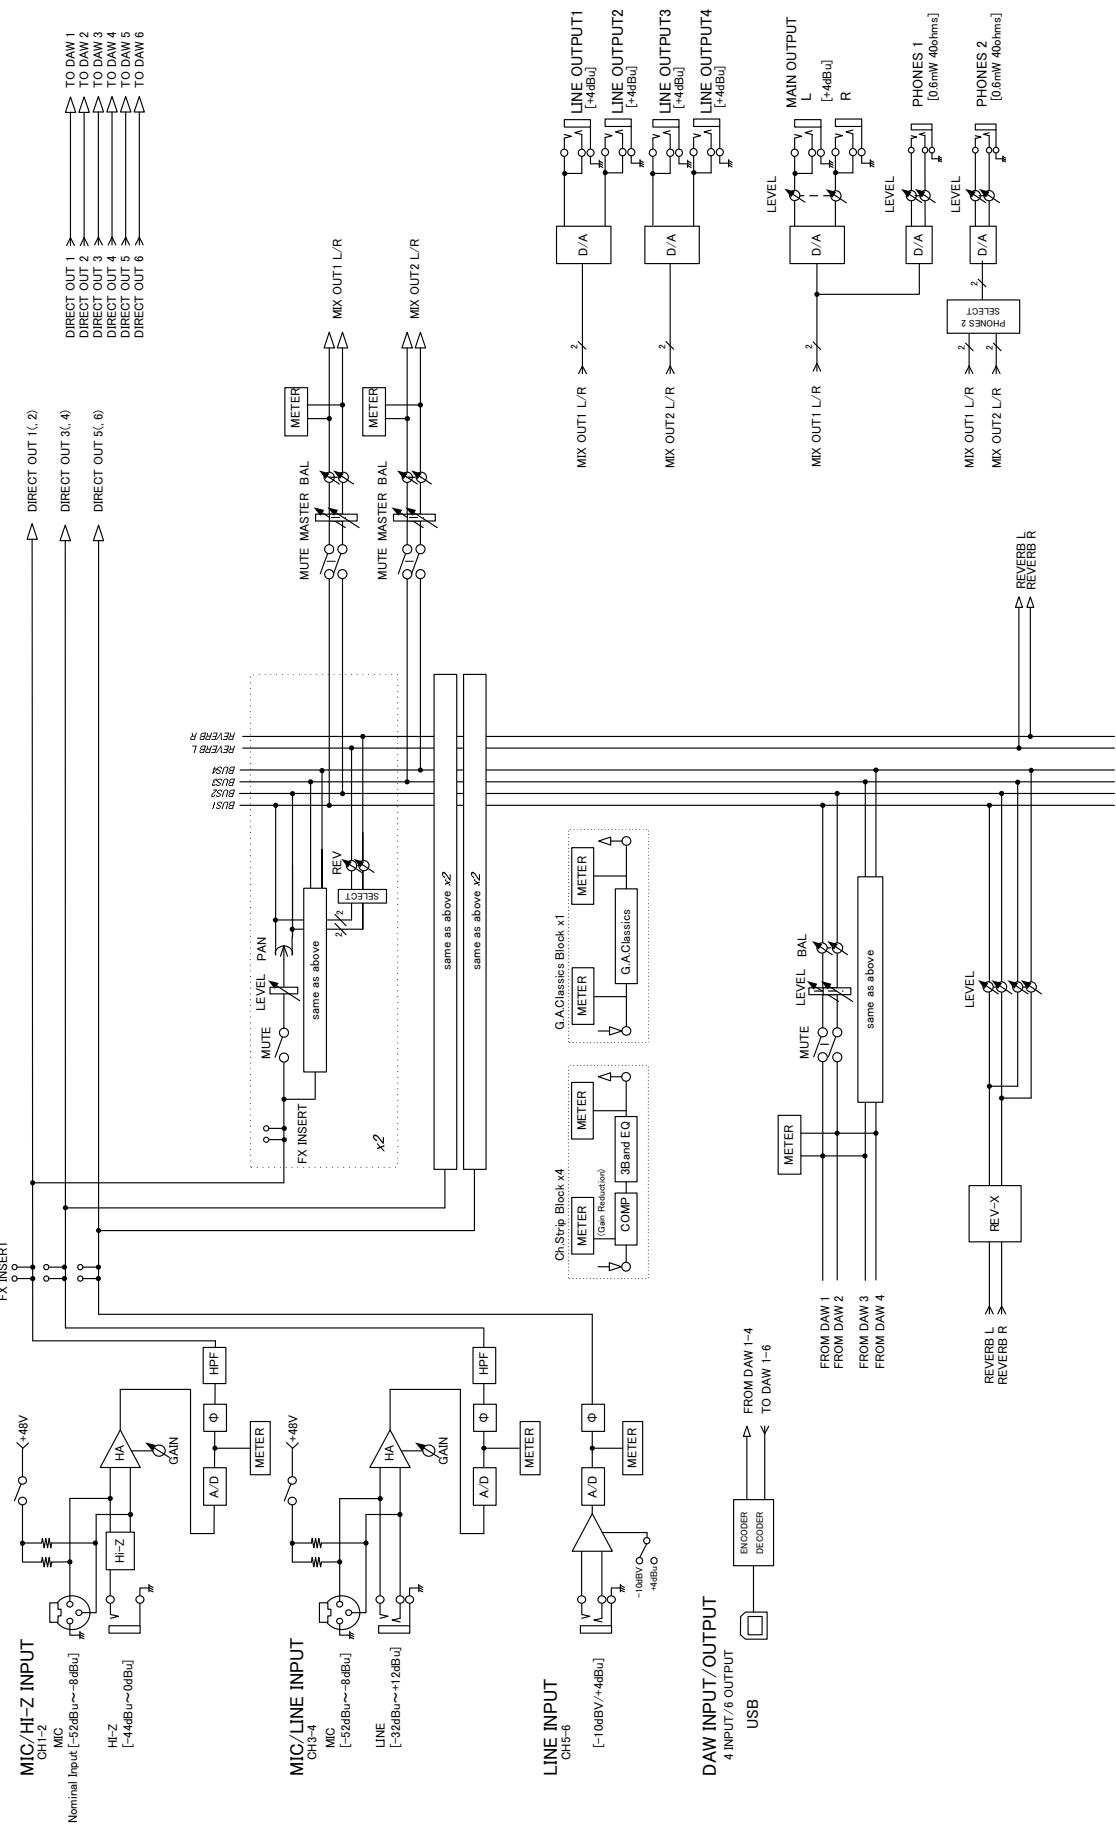 MIC/HI-Z INPUT
CH1-2
MIC
Nominal Input [-52dBu~-8dBu]
HI-Z
[-44dBu~0dBu]
+48V
Hi-Z
HA
GAIN
A/D
METER
Φ
HPF
FX INSERT
DIRECT OUT 1(, 2)
DIRECT OUT 3(, 4)
DIRECT OUT 5(, 6)
DIRECT OUT 1
DIRECT OUT 2
DIRECT OUT 3
DIRECT OUT 4
DIRECT OUT 5
DIRECT OUT 6
TO DAW 1
TO DAW 2
TO DAW 3
TO DAW 4
TO DAW 5
TO DAW 6
MIC/LINE INPUT
CH3-4
MIC
[-52dBu~-8dBu]
LINE
[-32dBu~+12dBu]
+48V
HA
GAIN
A/D
METER
Φ
HPF
FX INSERT
x2
MUTE
LEVEL
PAN
same as above
2
2
SELECT
REV
BUS1
BUS2
BUS3
BUS4
REVERB L
REVERB R
MUTE MASTER BAL
METER
MIX OUT1 L/R
MUTE MASTER BAL
METER
MIX OUT2 L/R
same as above x2
same as above x2
LINE INPUT
CH5-6
[-10dBV/+4dBu]
-10dBV
+4dBu
A/D
METER
Φ
Ch.Strip Block x4
METER
(Gain Reduction)
COMP
3Band EQ
METER
G.A.Classics Block x1
METER
G.A.Classics
METER
MIX OUT1 L/R
2
D/A
LINE OUTPUT1
[+4dBu]
LINE OUTPUT2
[+4dBu]
MIX OUT2 L/R
2
D/A
LINE OUTPUT3
[+4dBu]
LINE OUTPUT4
[+4dBu]
DAW INPUT/OUTPUT
4 INPUT/6 OUTPUT
USB
ENCODER
DECODER
FROM DAW 1-4
TO DAW 1-6
FROM DAW 1
FROM DAW 2
FROM DAW 3
FROM DAW 4
METER
MUTE
LEVEL
BAL
same as above
MIX OUT1 L/R
2
D/A
LEVEL
MAIN OUTPUT
L
[+4dBu]
R
D/A
LEVEL
PHONES 1
[0.6mW 40ohms]
MIX OUT1 L/R
MIX OUT2 L/R
2
2
PHONES 2
SELECT
2
D/A
LEVEL
PHONES 2
[0.6mW 40ohms]
REVERB L
REVERB R
REV-X
LEVEL
REVERB L
REVERB R